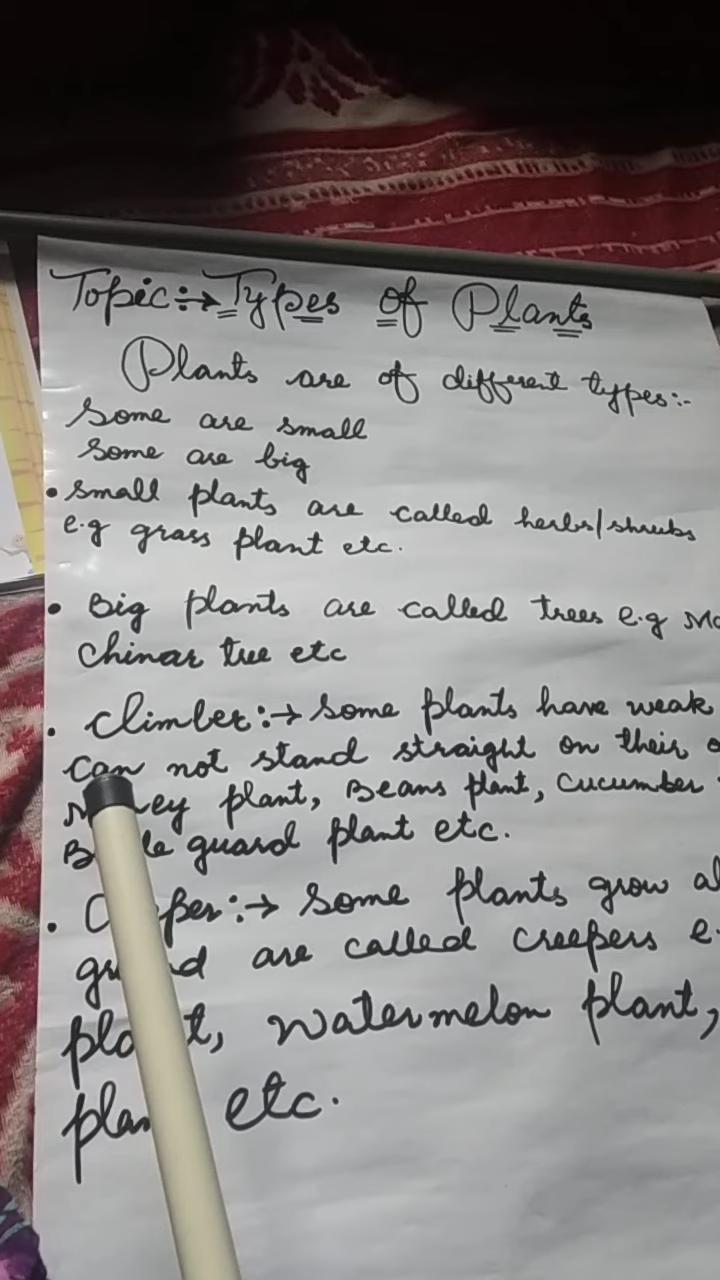 Topic:→ Types of Plants
Plants are of different types:-
Some are small
Some are big
• Small plants are called herbs/shrubs
e.g grass plant etc.
• Big plants are called trees e.g
Chinar tree etc
• Climber:→ Some plants have weak
can not stand straight on their
plant, Beans plant, Cucumber
guard plant etc.
• :→ Some plants grow
are called creepers e.
, watermelon plant,
etc.